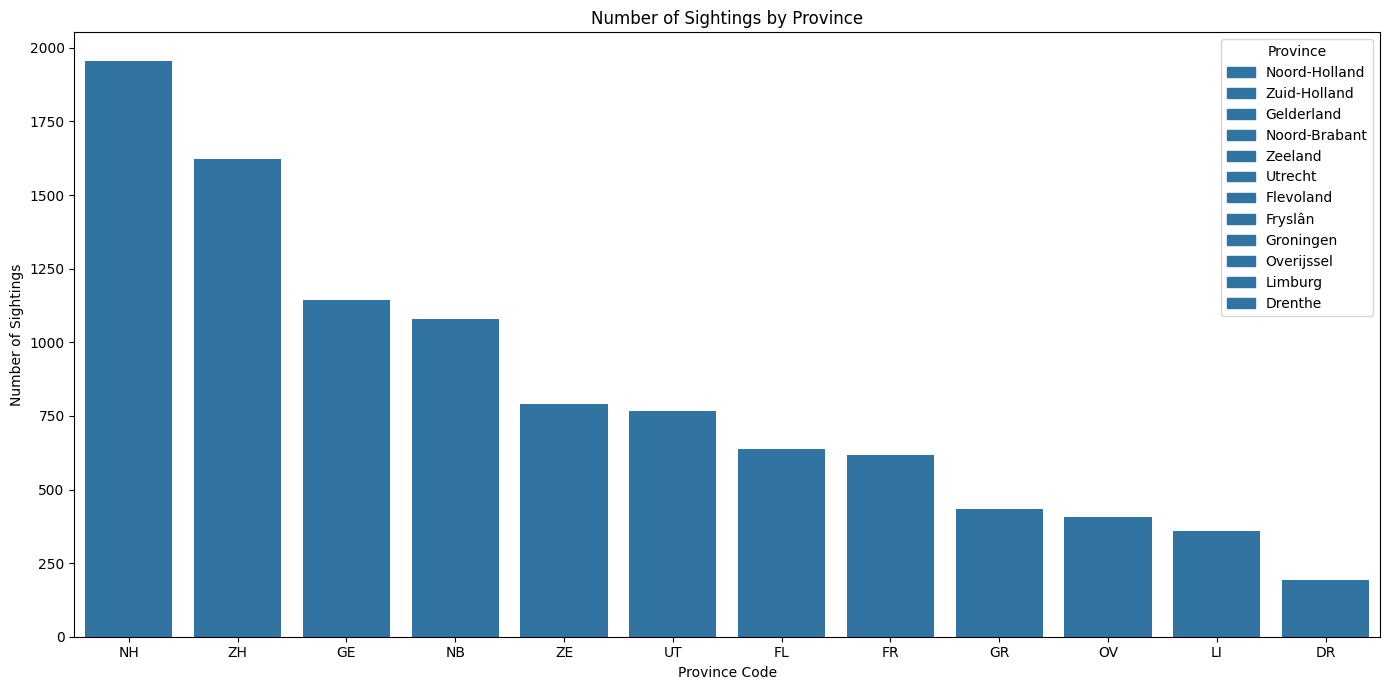 Number of Sightings by Province
Number of Sightings
2000
1750
1500
1250
1000
750
500
250
0
Province
Noord-Holland
Zuid-Holland
Gelderland
Noord-Brabant
Zeeland
Utrecht
Flevoland
Fryslân
Groningen
Overijssel
Limburg
Drenthe
NH ZH GE NB ZE UT FL FR GR OV LI DR
Province Code